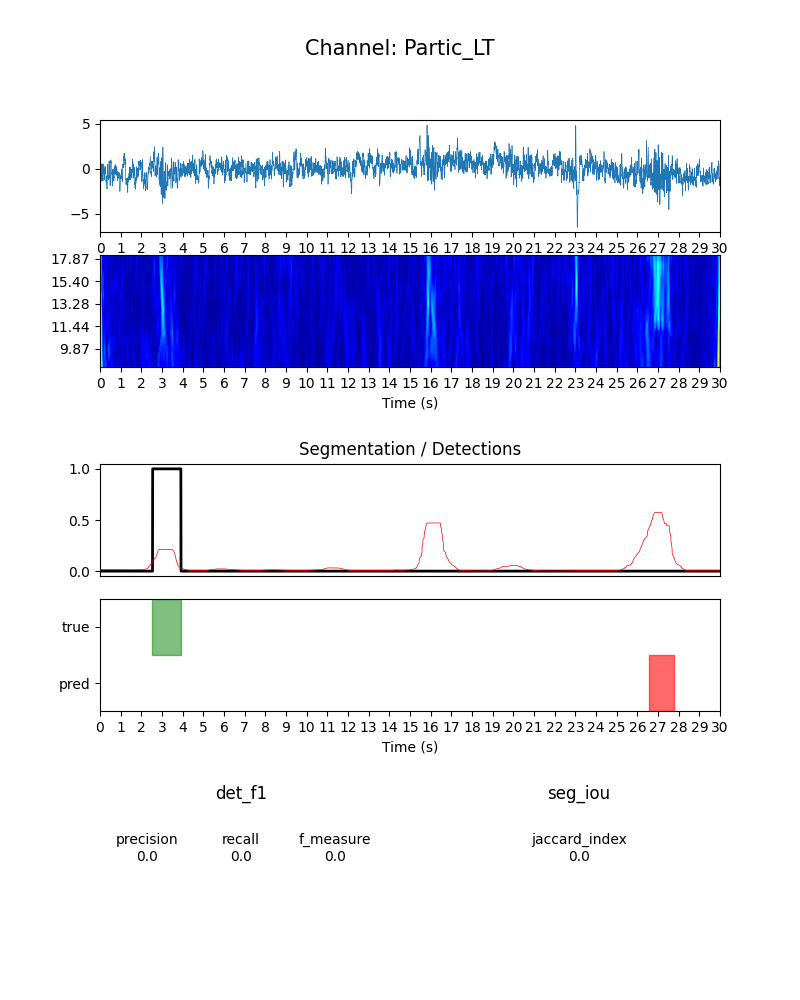 Channel: Partic_LT
5
0
−5
0 1 2 3 4 5 6 7 8 9 10 11 12 13 14 15 16 17 18 19 20 21 22 23 24 25 26 27 28 29 30
17.87
15.40
13.28
11.44
9.87
0 1 2 3 4 5 6 7 8 9 10 11 12 13 14 15 16 17 18 19 20 21 22 23 24 25 26 27 28 29 30
Time (s)
Segmentation / Detections
1.0
0.5
0.0
true
pred
0 1 2 3 4 5 6 7 8 9 10 11 12 13 14 15 16 17 18 19 20 21 22 23 24 25 26 27 28 29 30
Time (s)
det_f1 seg_iou
precision recall f_measure jaccard_index
0.0 0.0 0.0 0.0